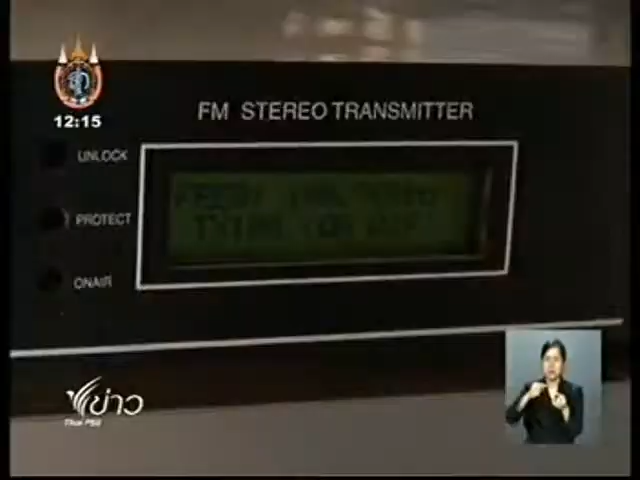 12:15
FM STEREO TRANSMITTER
UNLOCK
PROTECT
ONAIR
ข่าว
Thai PBS